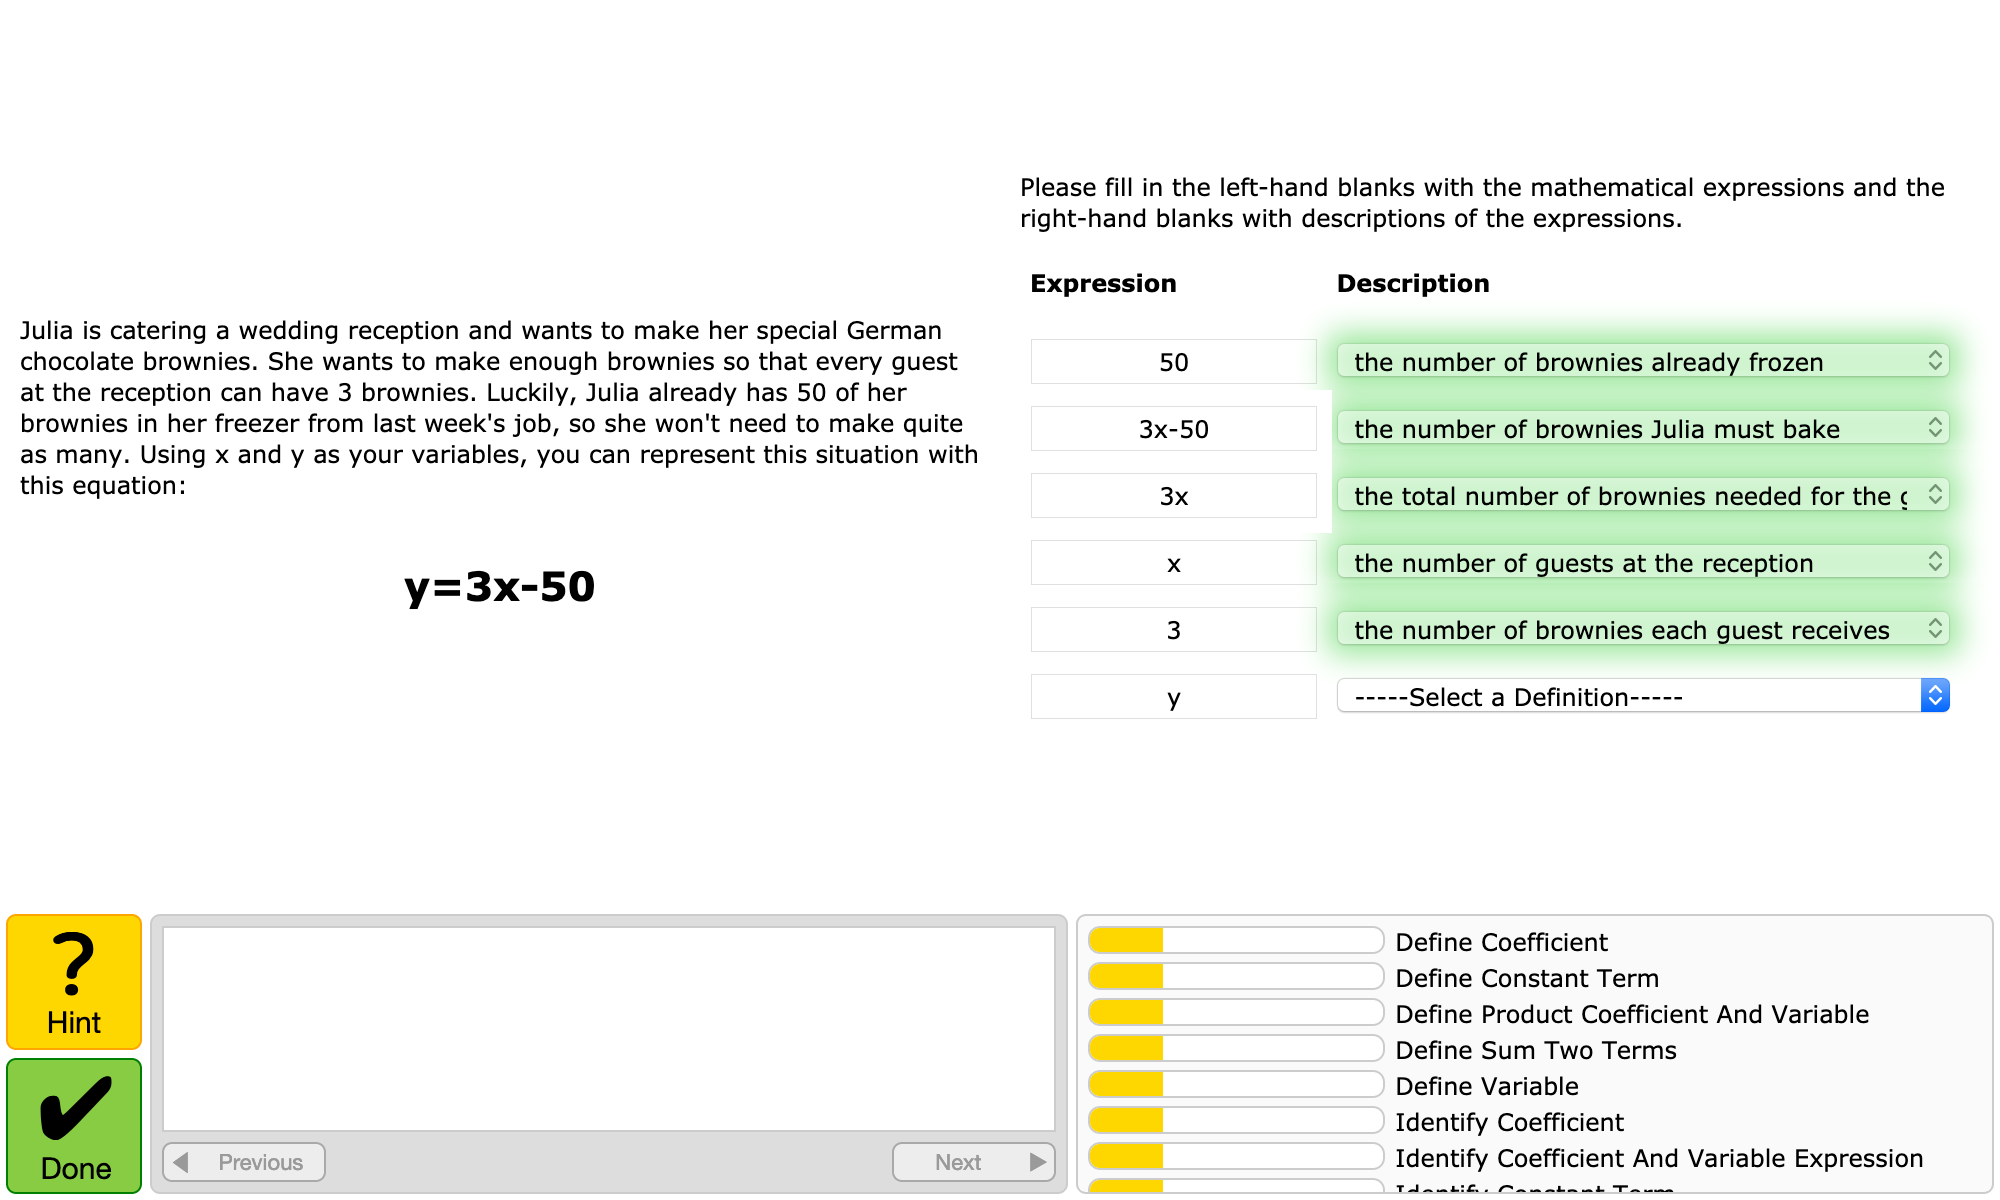 Please fill in the left-hand blanks with the mathematical expressions and the
right-hand blanks with descriptions of the expressions.
Expression Description
Julia is catering a wedding reception and wants to make her special German
chocolate brownies. She wants to make enough brownies so that every guest
at the reception can have 3 brownies. Luckily, Julia already has 50 of her
brownies in her freezer from last week's job, so she won't need to make quite
as many. Using x and y as your variables, you can represent this situation with
this equation:
y=3x-50
50 the number of brownies already frozen
3x-50 the number of brownies Julia must bake
3x the total number of brownies needed for the
x the number of guests at the reception
3 the number of brownies each guest receives
y -----Select a Definition-----
?
Hint
Done
Previous
Next
Define Coefficient
Define Constant Term
Define Product Coefficient And Variable
Define Sum Two Terms
Define Variable
Identify Coefficient
Identify Coefficient And Variable Expression
Identify Constant Term